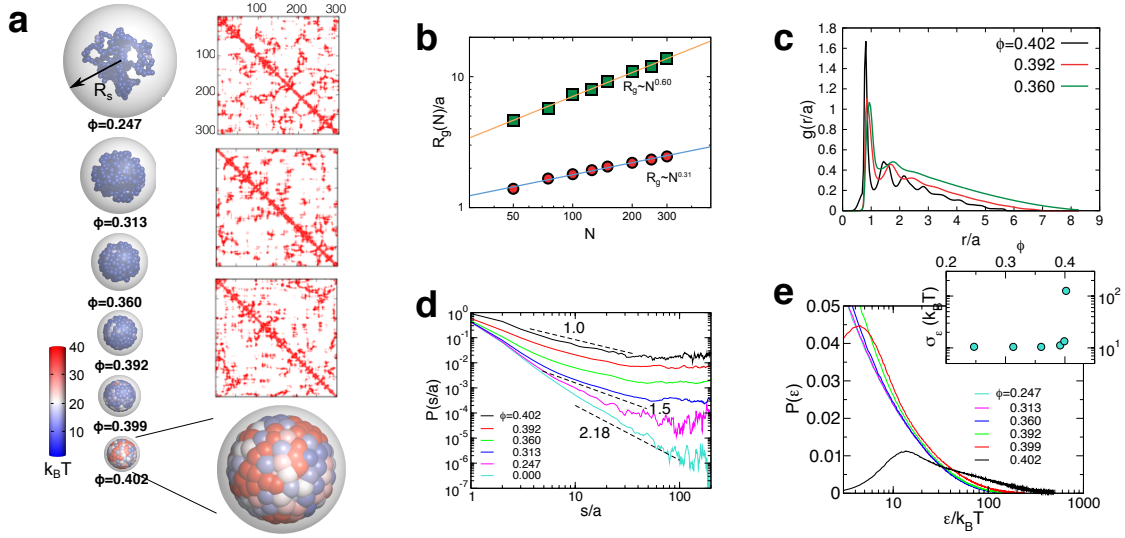 a
R_s
ϕ=0.247
ϕ=0.313
ϕ=0.360
ϕ=0.392
ϕ=0.399
ϕ=0.402
40
30
20
10
k_BT
100 200 300
100
200
300
b
R_g(N)/a
10
1
R_g~N^0.60
R_g~N^0.31
50 100 200 300
N
c
g(r/a)
1.8
1.6
1.4
1.2
1
0.8
0.6
0.4
0.2
0
ϕ=0.402
0.392
0.360
0 1 2 3 4 5 6 7 8 9
r/a
d
P(s/a)
10^0
10^-1
10^-2
10^-3
10^-4
10^-5
10^-6
10^-7
1.0
1.5
2.18
ϕ=0.402
0.392
0.360
0.313
0.247
0.000
1 10 100
s/a
e
ϕ
0.2 0.3 0.4
σ_ε (k_BT)
10^2
10^1
P(ε)
0.05
0.04
0.03
0.02
0.01
0
ϕ=0.247
0.313
0.360
0.392
0.399
0.402
10 100 1000
ε/k_BT